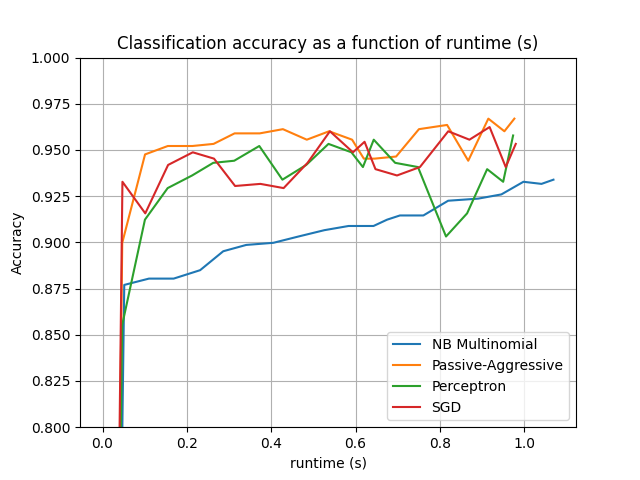 Classification accuracy as a function of runtime (s)
1.000
0.975
0.950
0.925
0.900
0.875
0.850
0.825
0.800
Accuracy
NB Multinomial
Passive-Aggressive
Perceptron
SGD
0.0 0.2 0.4 0.6 0.8 1.0
runtime (s)